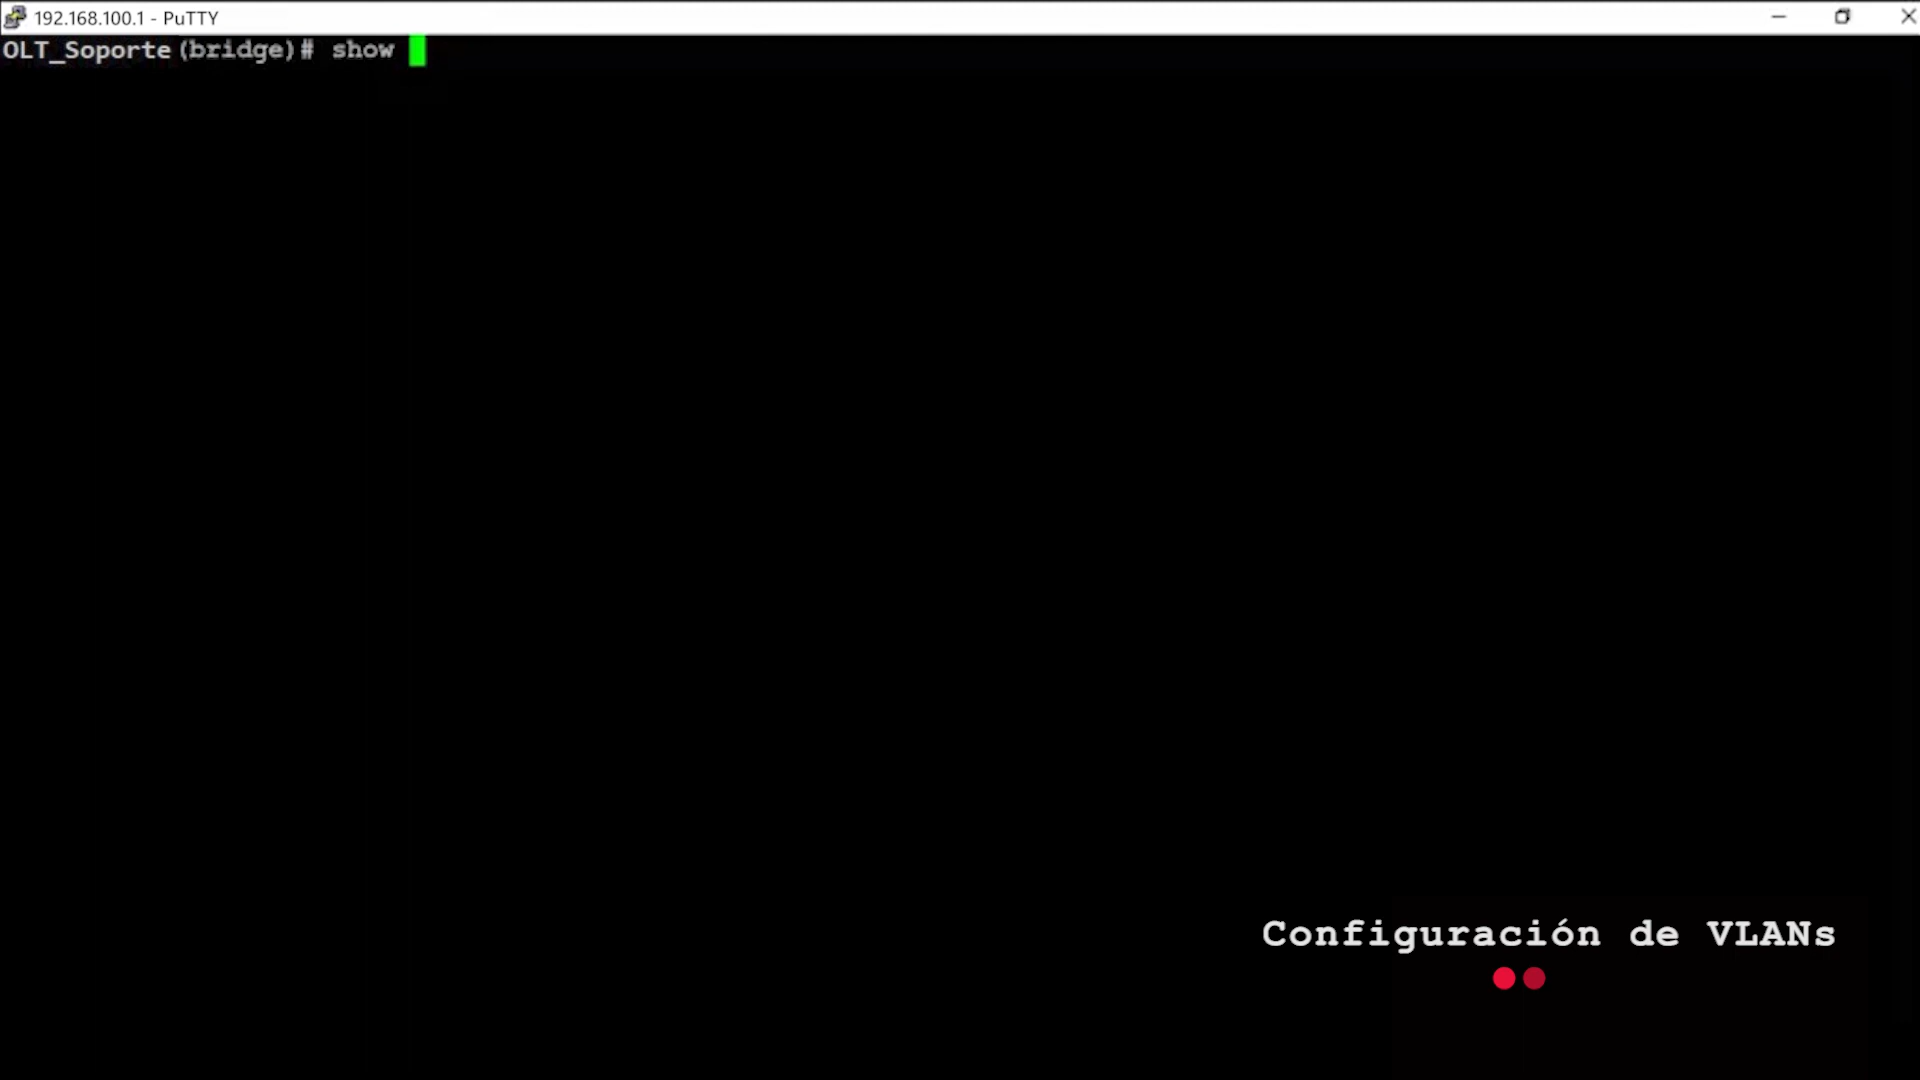 192.168.100.1 - PuTTY
OLT_Soporte(bridge)# show
Configuración de VLANs